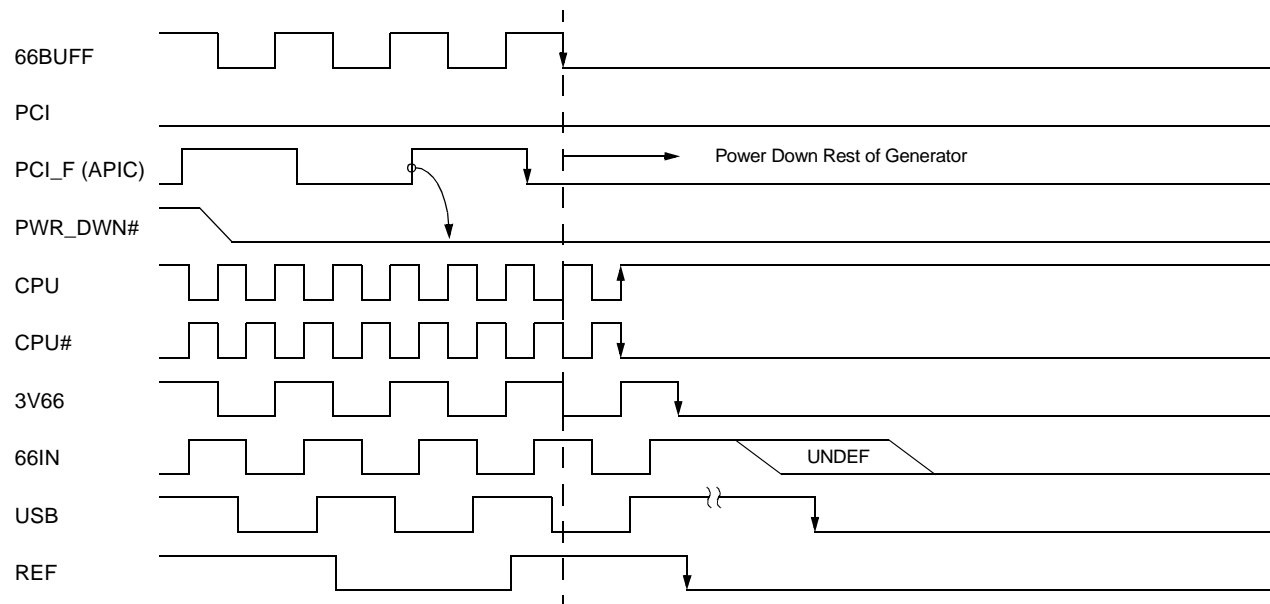 66BUFF
PCI
PCI_F (APIC)
Power Down Rest of Generator
PWR_DWN#
CPU
CPU#
3V66
66IN
UNDEF
USB
REF